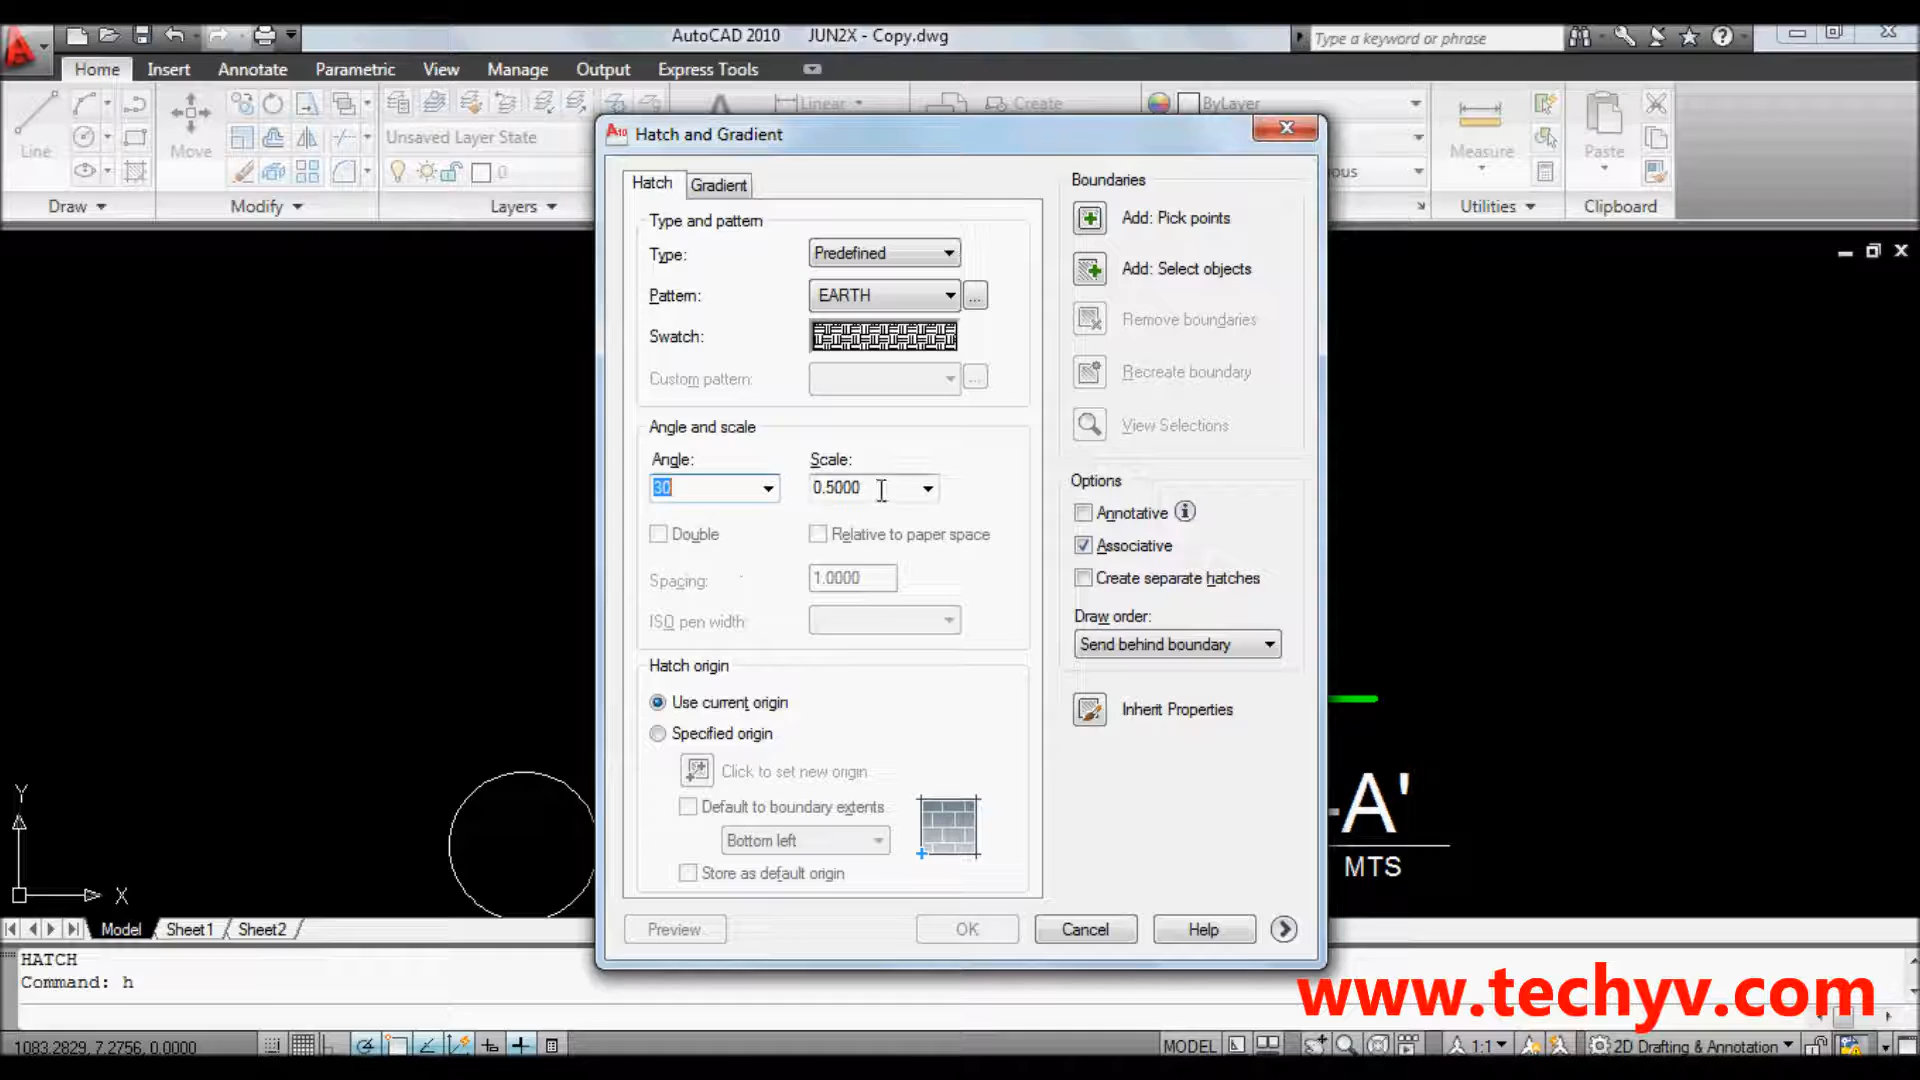 AutoCAD 2010 JUN2X - Copy.dwg
Type a keyword or phrase
Home Insert Annotate Parametric View Manage Output Express Tools
Line
Move
Unsaved Layer State
0
Linear
Create
ByLayer
Measure
Paste
Draw
Modify
Layers
Utilities
Clipboard
Hatch and Gradient
Hatch
Gradient
Type and pattern
Type:
Predefined
Pattern:
EARTH
...
Swatch:
Custom pattern:
...
Angle and scale
Angle:
Scale:
30
0.5000
Double
Relative to paper space
Spacing:
1.0000
ISO pen width:
Hatch origin
Use current origin
Specified origin
Click to set new origin
Default to boundary extents
Bottom left
Store as default origin
Boundaries
Add: Pick points
Add: Select objects
Remove boundaries
Recreate boundary
View Selections
Options
Annotative
Associative
Create separate hatches
Draw order:
Send behind boundary
Inherit Properties
Preview
OK
Cancel
Help
-A'
MTS
Y
X
Model Sheet1 Sheet2
HATCH
Command: h
www.techyv.com
1083.2829, 7.2756, 0.0000
MODEL
1:1
2D Drafting & Annotation